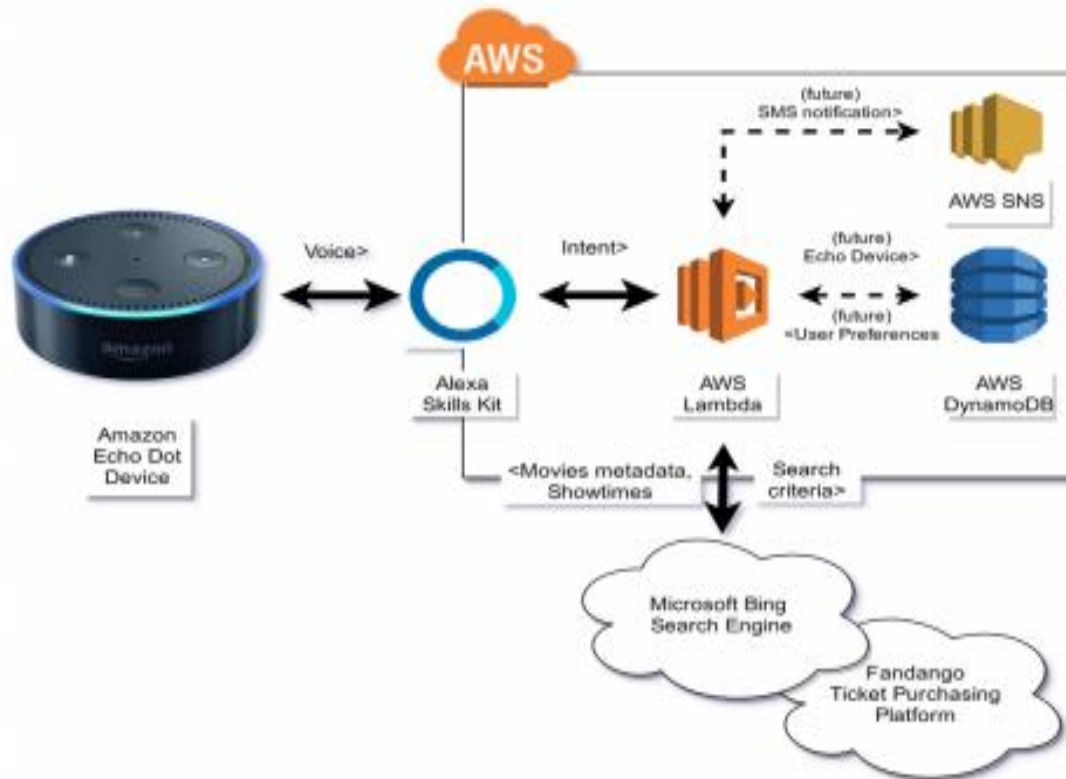 AWS
(future)
SMS notification>
AWS SNS
Voice>
Intent>
(future)
Echo Device>
(future)
<User Preferences
amazon
Alexa
Skills Kit
AWS
Lambda
AWS
DynamoDB
Amazon
Echo Dot
Device
<Movies metadata,
Showtimes
Search
criteria>
Microsoft Bing
Search Engine
Fandango
Ticket Purchasing
Platform